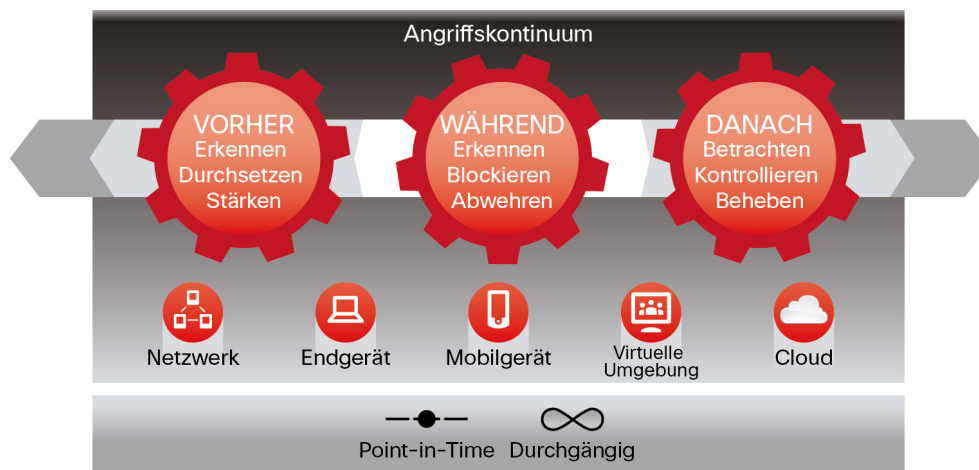 Angriffskontinuum
VORHER
Erkennen
Durchsetzen
Stärken
WÄHREND
Erkennen
Blockieren
Abwehren
DANACH
Betrachten
Kontrollieren
Beheben
Netzwerk
Endgerät
Mobilgerät
Virtuelle
Umgebung
Cloud
Point-in-Time
Durchgängig